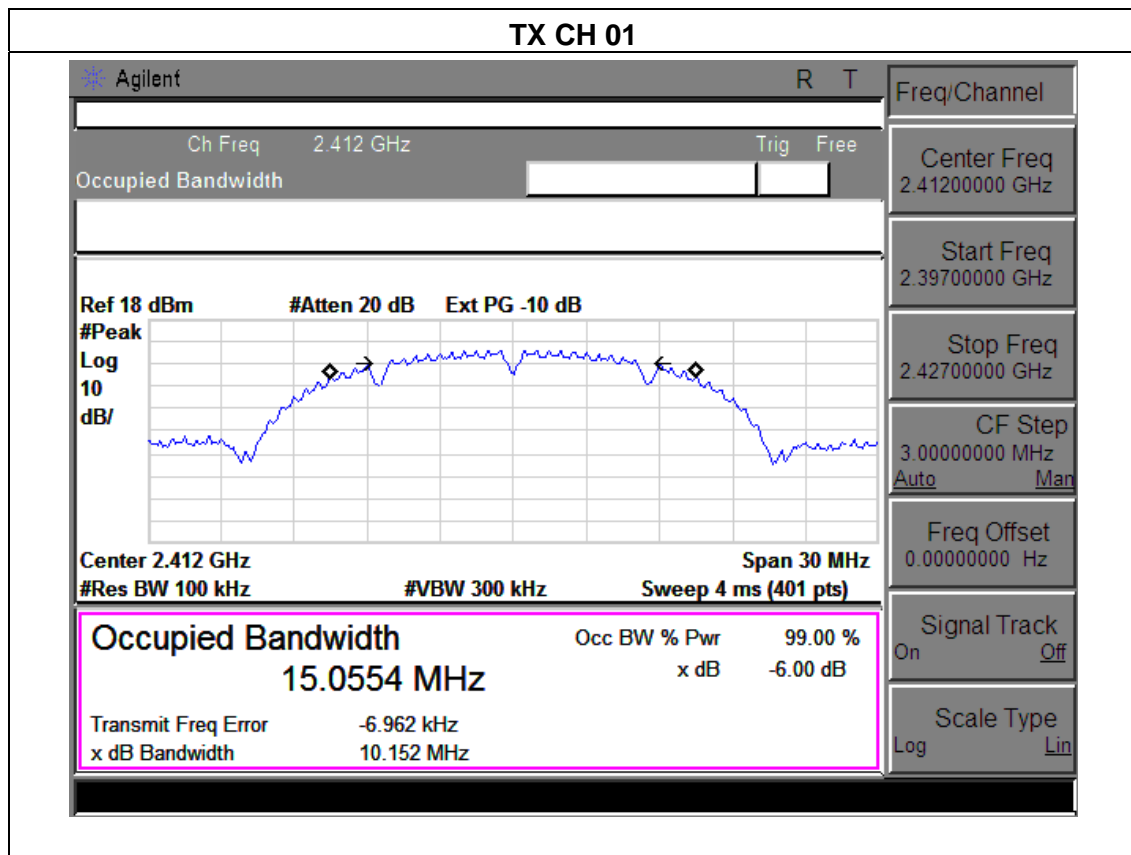 TX CH 01
Agilent R T
Ch Freq 2.412 GHz Trig Free
Occupied Bandwidth
Ref 18 dBm #Atten 20 dB Ext PG -10 dB
#Peak
Log
10
dB/
Center 2.412 GHz Span 30 MHz
#Res BW 100 kHz #VBW 300 kHz Sweep 4 ms (401 pts)
Occupied Bandwidth Occ BW % Pwr 99.00 %
15.0554 MHz x dB -6.00 dB
Transmit Freq Error -6.962 kHz
x dB Bandwidth 10.152 MHz
Freq/Channel
Center Freq
2.41200000 GHz
Start Freq
2.39700000 GHz
Stop Freq
2.42700000 GHz
CF Step
3.00000000 MHz
Auto Man
Freq Offset
0.00000000 Hz
Signal Track
On Off
Scale Type
Log Lin